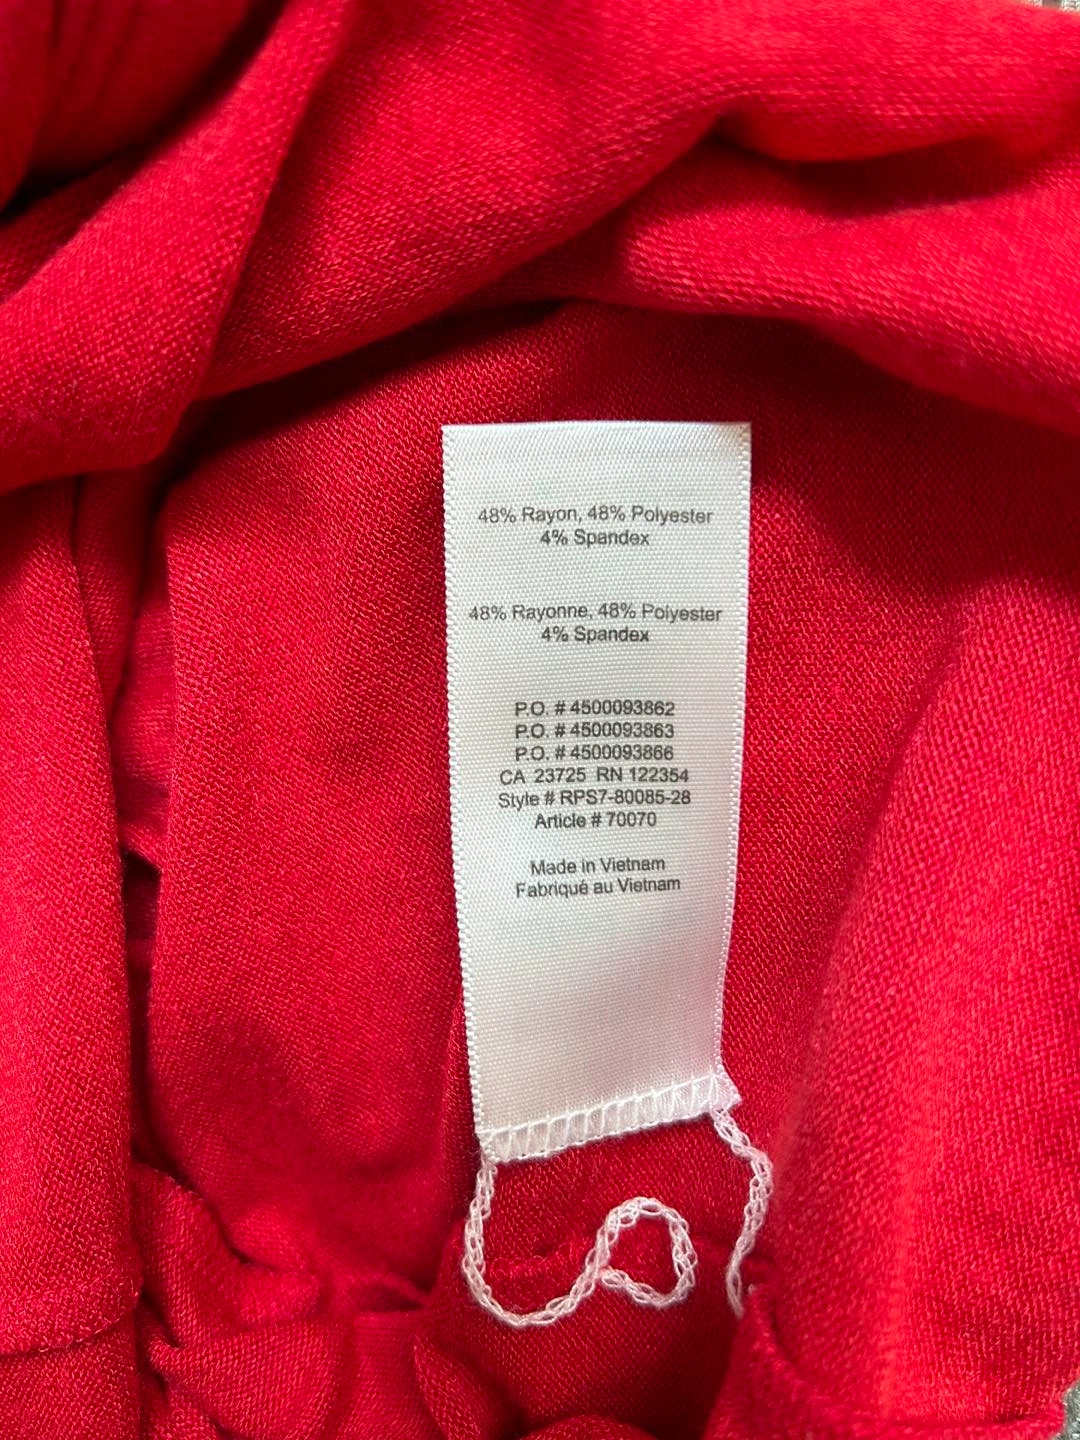 48% Rayon, 48% Polyester
4% Spandex
48% Rayonne, 48% Polyester
4% Spandex
P.O. # 4500093862
P.O. # 4500093863
P.O. # 4500093866
CA 23725 RN 122354
Style # RPS7-80085-28
Article # 70070
Made in Vietnam
Fabriqué au Vietnam